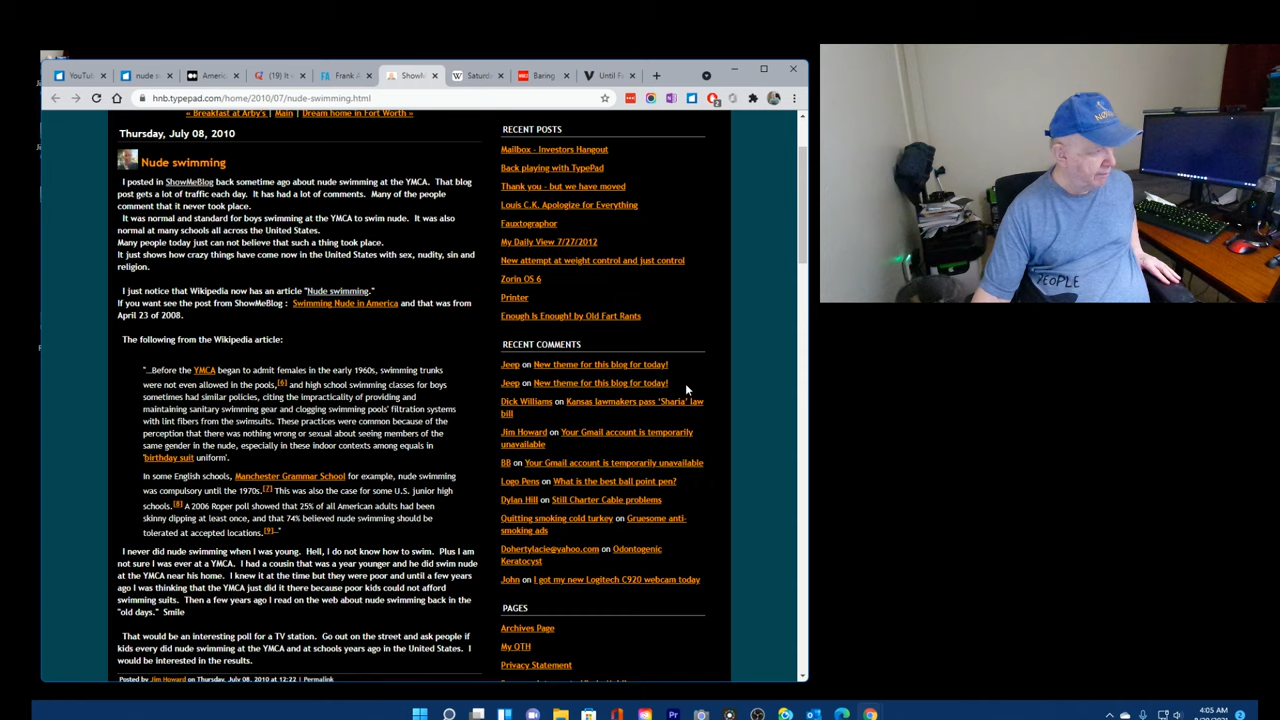 YouTub
nude s
Americ
(19) It
Frank A
ShowM
Saturda
Baring
Until Fa
hnb.typepad.com/home/2010/07/nude-swimming.html
« Breakfast at Arby's | Main | Dream home in Fort Worth »
Thursday, July 08, 2010
Nude swimming
I posted in ShowMeBlog back sometime ago about nude swimming at the YMCA. That blog
post gets a lot of traffic each day. It has had a lot of comments. Many of the people
comment that it never took place.
It was normal and standard for boys swimming at the YMCA to swim nude. It was also
normal at many schools all across the United States.
Many people today just can not believe that such a thing took place.
It just shows how crazy things have come now in the United States with sex, nudity, sin and
religion.
I just notice that Wikipedia now has an article "Nude swimming."
If you want see the post from ShowMeBlog : Swimming Nude in America and that was from
April 23 of 2008.
The following from the Wikipedia article:
"...Before the YMCA began to admit females in the early 1960s, swimming trunks
were not even allowed in the pools,[6] and high school swimming classes for boys
sometimes had similar policies, citing the impracticality of providing and
maintaining sanitary swimming gear and clogging swimming pools' filtration systems
with lint fibers from the swimsuits. These practices were common because of the
perception that there was nothing wrong or sexual about seeing members of the
same gender in the nude, especially in these indoor contexts among equals in
'birthday suit uniform'.
In some English schools, Manchester Grammar School for example, nude swimming
was compulsory until the 1970s.[7] This was also the case for some U.S. junior high
schools.[8] A 2006 Roper poll showed that 25% of all American adults had been
skinny dipping at least once, and that 74% believed nude swimming should be
tolerated at accepted locations.[9]..."
I never did nude swimming when I was young. Hell, I do not know how to swim. Plus I am
not sure I was ever at a YMCA. I had a cousin that was a year younger and he did swim nude
at the YMCA near his home. I knew it at the time but they were poor and until a few years
ago I was thinking that the YMCA just did it there because poor kids could not afford
swimming suits. Then a few years ago I read on the web about nude swimming back in the
"old days." Smile
That would be an interesting poll for a TV station. Go out on the street and ask people if
kids every did nude swimming at the YMCA and at schools years ago in the United States. I
would be interested in the results.
Posted by Jim Howard on Thursday, July 08, 2010 at 12:22 | Permalink
RECENT POSTS
Mailbox - Investors Hangout
Back playing with TypePad
Thank you - but we have moved
Louis C.K. Apologize for Everything
Fauxtographor
My Daily View 7/27/2012
New attempt at weight control and just control
Zorin OS 6
Printer
Enough Is Enough! by Old Fart Rants
RECENT COMMENTS
Jeep on New theme for this blog for today!
Jeep on New theme for this blog for today!
Dick Williams on Kansas lawmakers pass 'Sharia' law
bill
Jim Howard on Your Gmail account is temporarily
unavailable
BB on Your Gmail account is temporarily unavailable
Logo Pens on What is the best ball point pen?
Dylan Hill on Still Charter Cable problems
Quitting smoking cold turkey on Gruesome anti-
smoking ads
Dohertylacie@yahoo.com on Odontogenic
Keratocyst
John on I got my new Logitech C920 webcam today
PAGES
Archives Page
My OTH
Privacy Statement
PEOPLE
4:05 AM